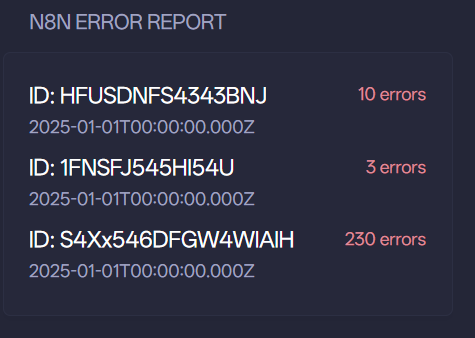 N8N ERROR REPORT
ID: HFUSDNFS4343BNJ
10 errors
2025-01-01T00:00:00.000Z
ID: 1FNSFJ545HI54U
3 errors
2025-01-01T00:00:00.000Z
ID: S4Xx546DFGW4WIAIH
230 errors
2025-01-01T00:00:00.000Z